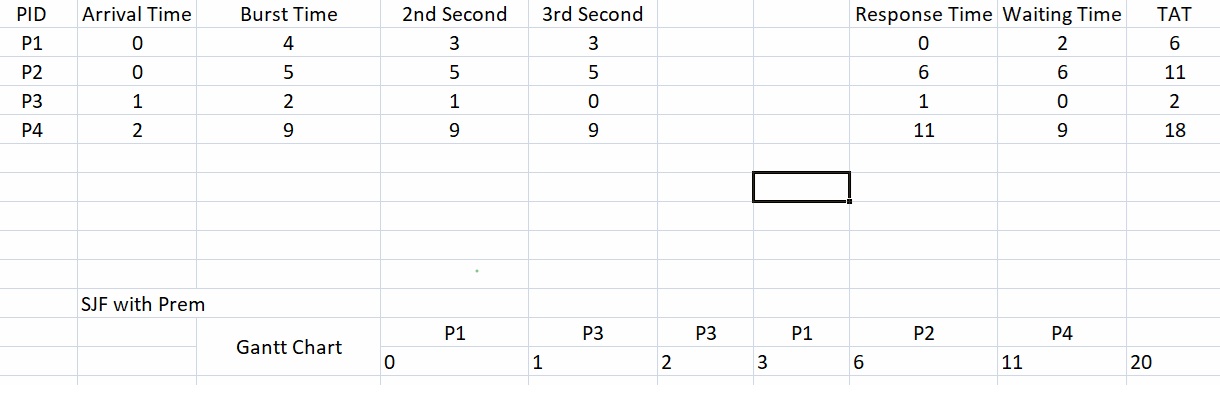 PID Arrival Time Burst Time 2nd Second 3rd Second Response Time Waiting Time TAT
P1 0 4 3 3 0 2 6
P2 0 5 5 5 6 6 11
P3 1 2 1 0 1 0 2
P4 2 9 9 9 11 9 18
SJF with Prem
Gantt Chart
P1 P3 P3 P1 P2 P4
0 1 2 3 6 11 20